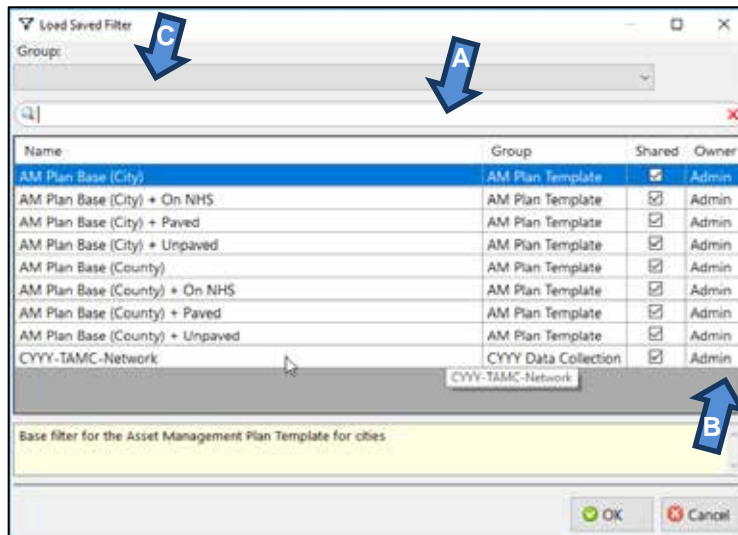 Load Saved Filter
C
Group:
A
Name Group Shared Owner
AM Plan Base (City) AM Plan Template Admin
AM Plan Base (City) + On NHS AM Plan Template Admin
AM Plan Base (City) + Paved AM Plan Template Admin
AM Plan Base (City) + Unpaved AM Plan Template Admin
AM Plan Base (County) AM Plan Template Admin
AM Plan Base (County) + On NHS AM Plan Template Admin
AM Plan Base (County) + Paved AM Plan Template Admin
AM Plan Base (County) + Unpaved AM Plan Template Admin
CYYY-TAMC-Network CYYY Data Collection Admin
CYYY-TAMC-Network
B
Base filter for the Asset Management Plan Template for cities
OK Cancel